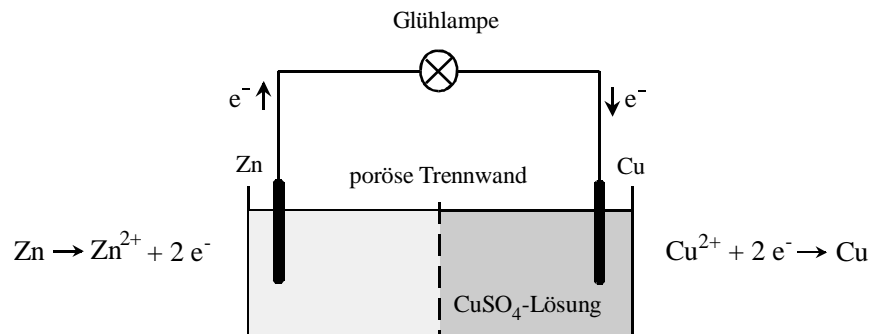 Glühlampe
e⁻
e⁻
Zn
Cu
poröse Trennwand
Zn → Zn²⁺ + 2 e⁻
Cu²⁺ + 2 e⁻ → Cu
CuSO₄-Lösung